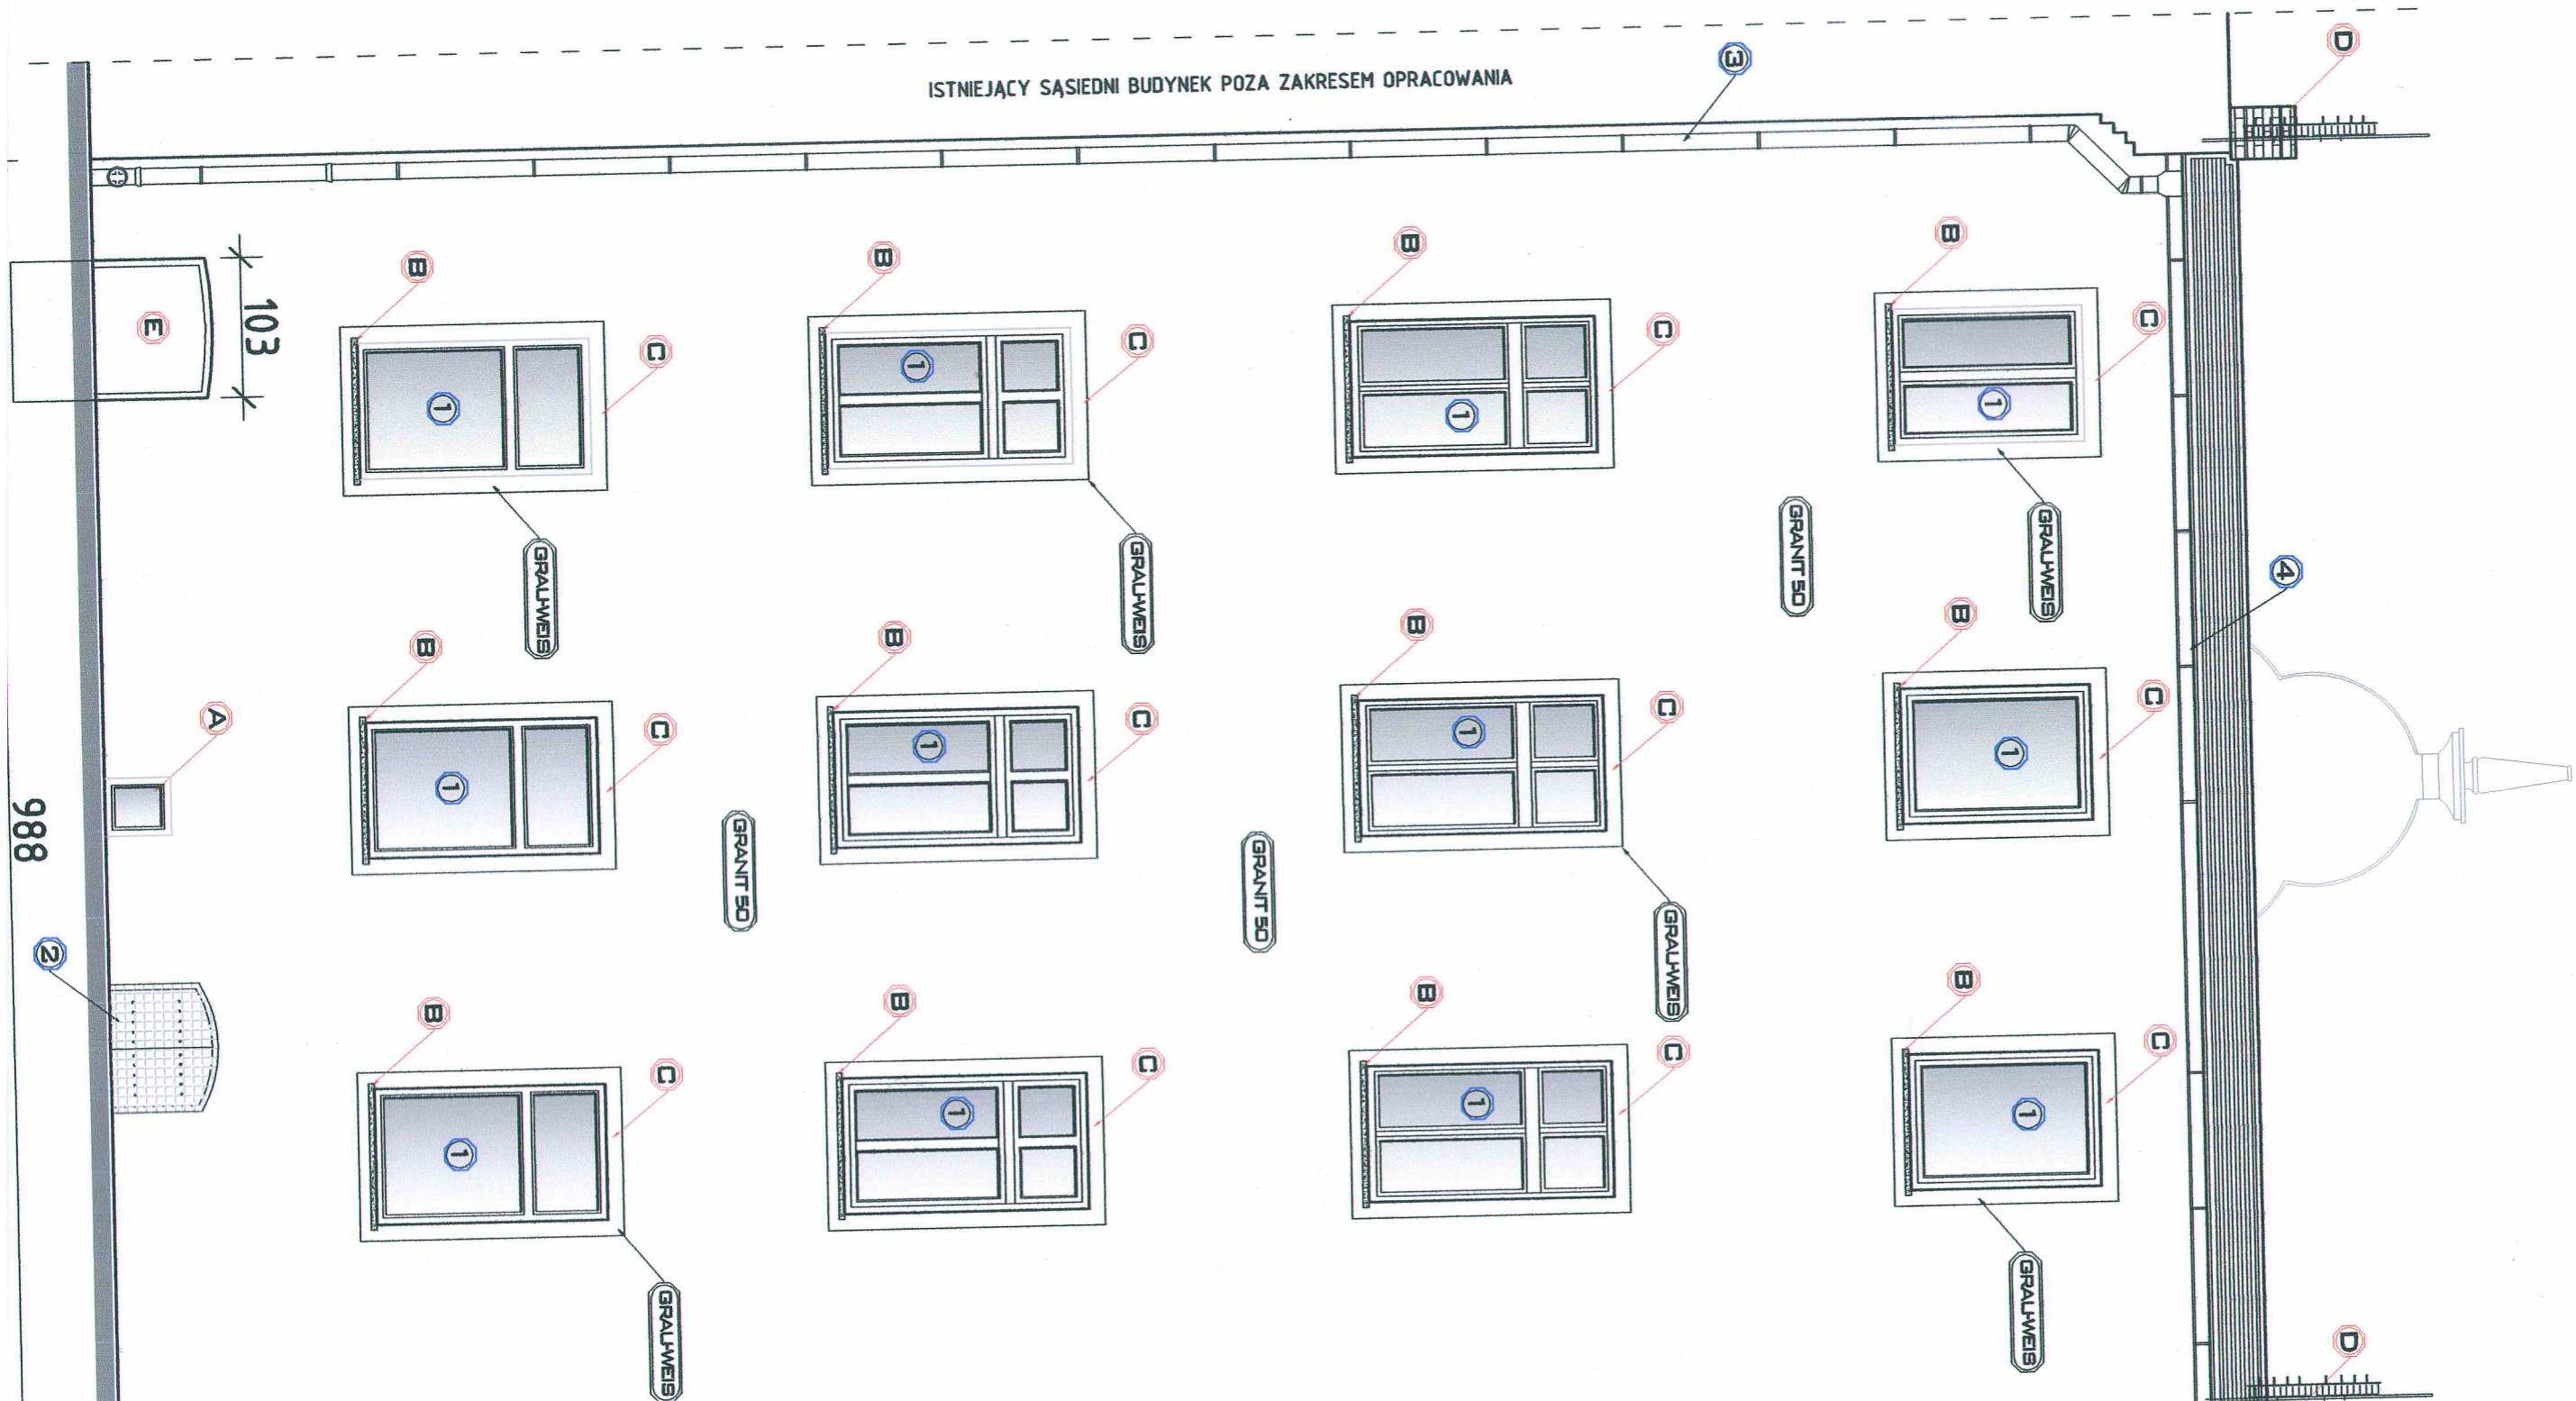 ISTNIEJĄCY SĄSIEDNI BUDYNEK POZA ZAKRESEM OPRACOWANIA
3
D
B
B
B
B
C
C
C
C
E
103
1
1
1
1
GRAU-WEIS
GRAU-WEIS
GRANIT 50
GRAU-WEIS
4
B
B
B
B
C
C
C
C
A
1
1
1
1
988
GRANIT 50
GRANIT 50
GRAU-WEIS
2
B
B
B
B
C
C
C
C
1
1
1
1
GRAU-WEIS
GRAU-WEIS
D